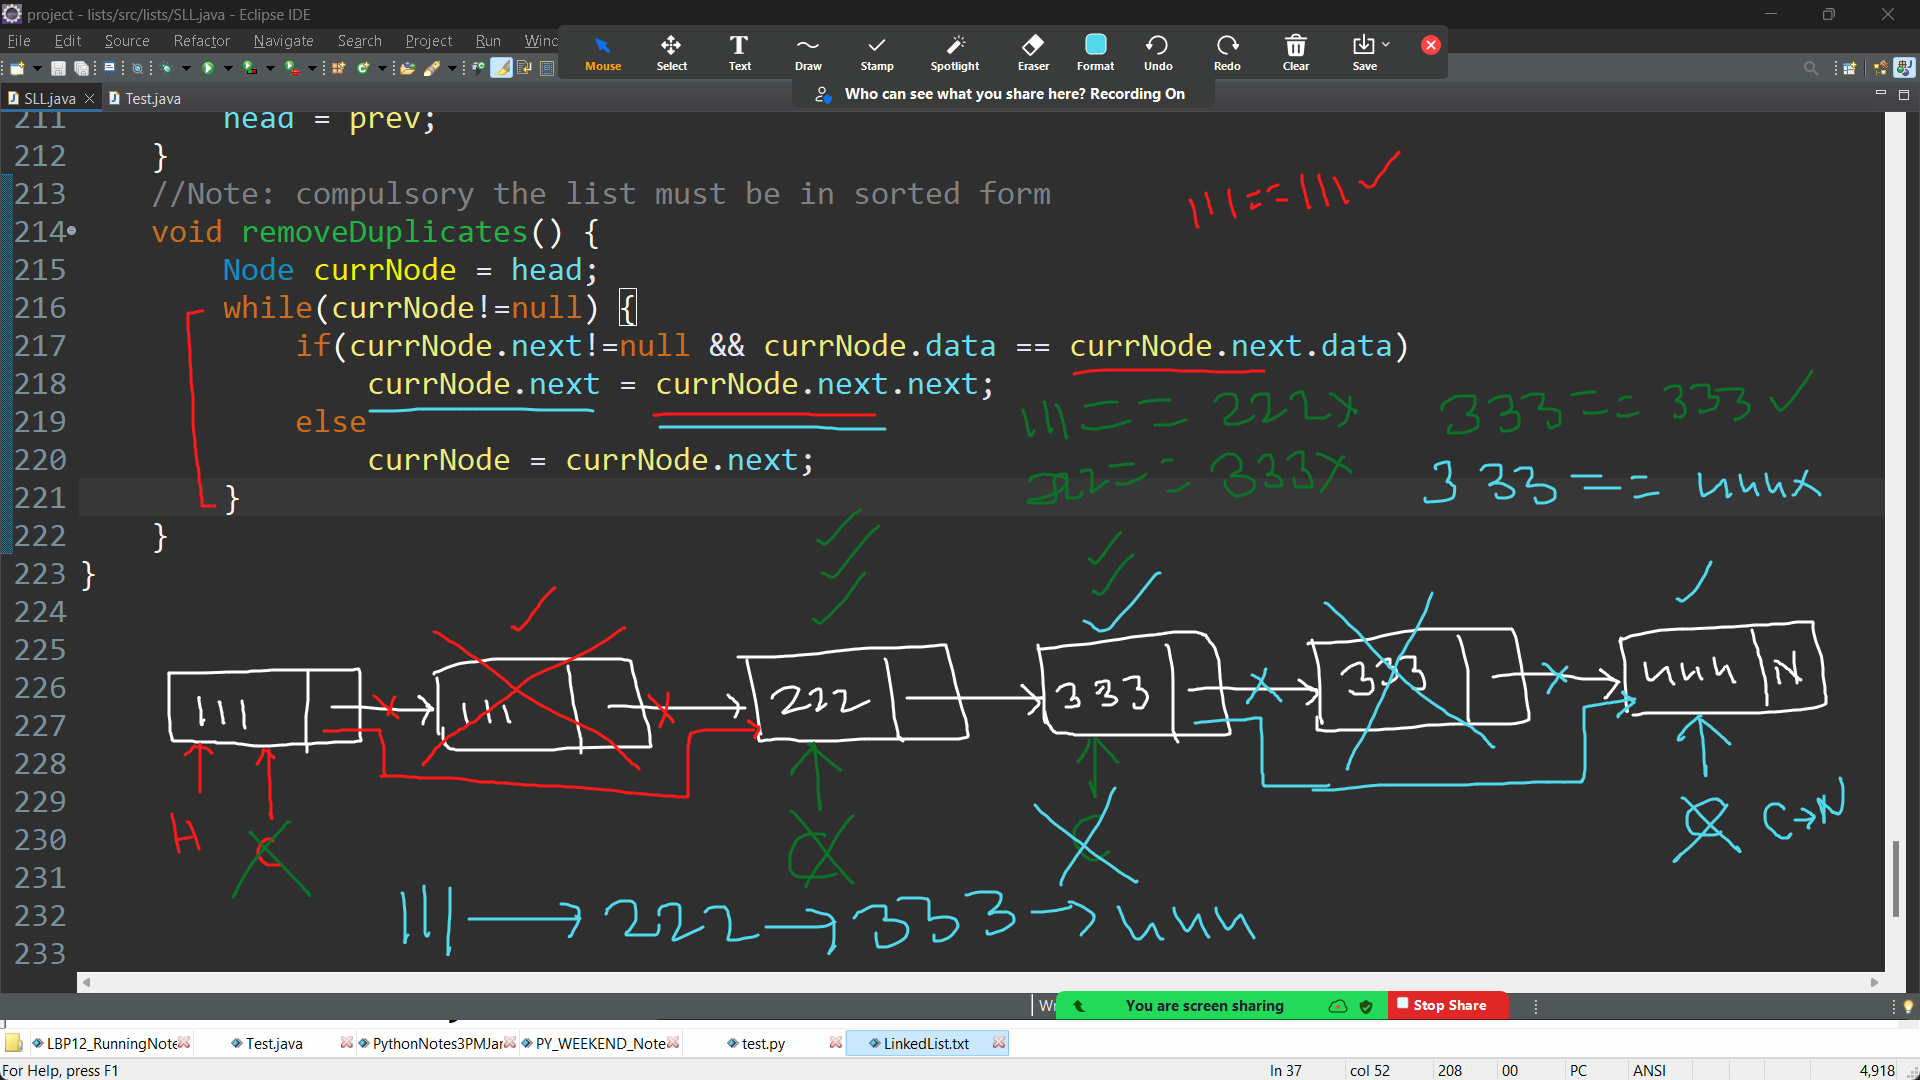 project - lists/src/lists/SLL.java - Eclipse IDE
File Edit Source Refactor Navigate Search Project Run Wind
Mouse Select Text Draw Stamp Spotlight Eraser Format Undo Redo Clear Save
Who can see what you share here? Recording On
SLL.java Test.java
211 head = prev;
212 }
213 //Note: compulsory the list must be in sorted form
214 void removeDuplicates() {
215 Node currNode = head;
216 while(currNode!=null) {
217 if(currNode.next!=null && currNode.data == currNode.next.data)
218 currNode.next = currNode.next.next;
219 else
220 currNode = currNode.next;
221 }
222 }
223 }
224
225
226
227
228
229
230
231
232
233
111==111
111 == 222 x 333 == 333
222 == 333 x 333 == 444 x
111 111 222 333 333 444 N
H C C C C C→N
111 → 222 → 333 → 444
You are screen sharing Stop Share
LBP12_RunningNote Test.java PythonNotes3PMJan PY_WEEKEND_Note test.py LinkedList.txt
For Help, press F1 ln 37 col 52 208 00 PC ANSI 4,918